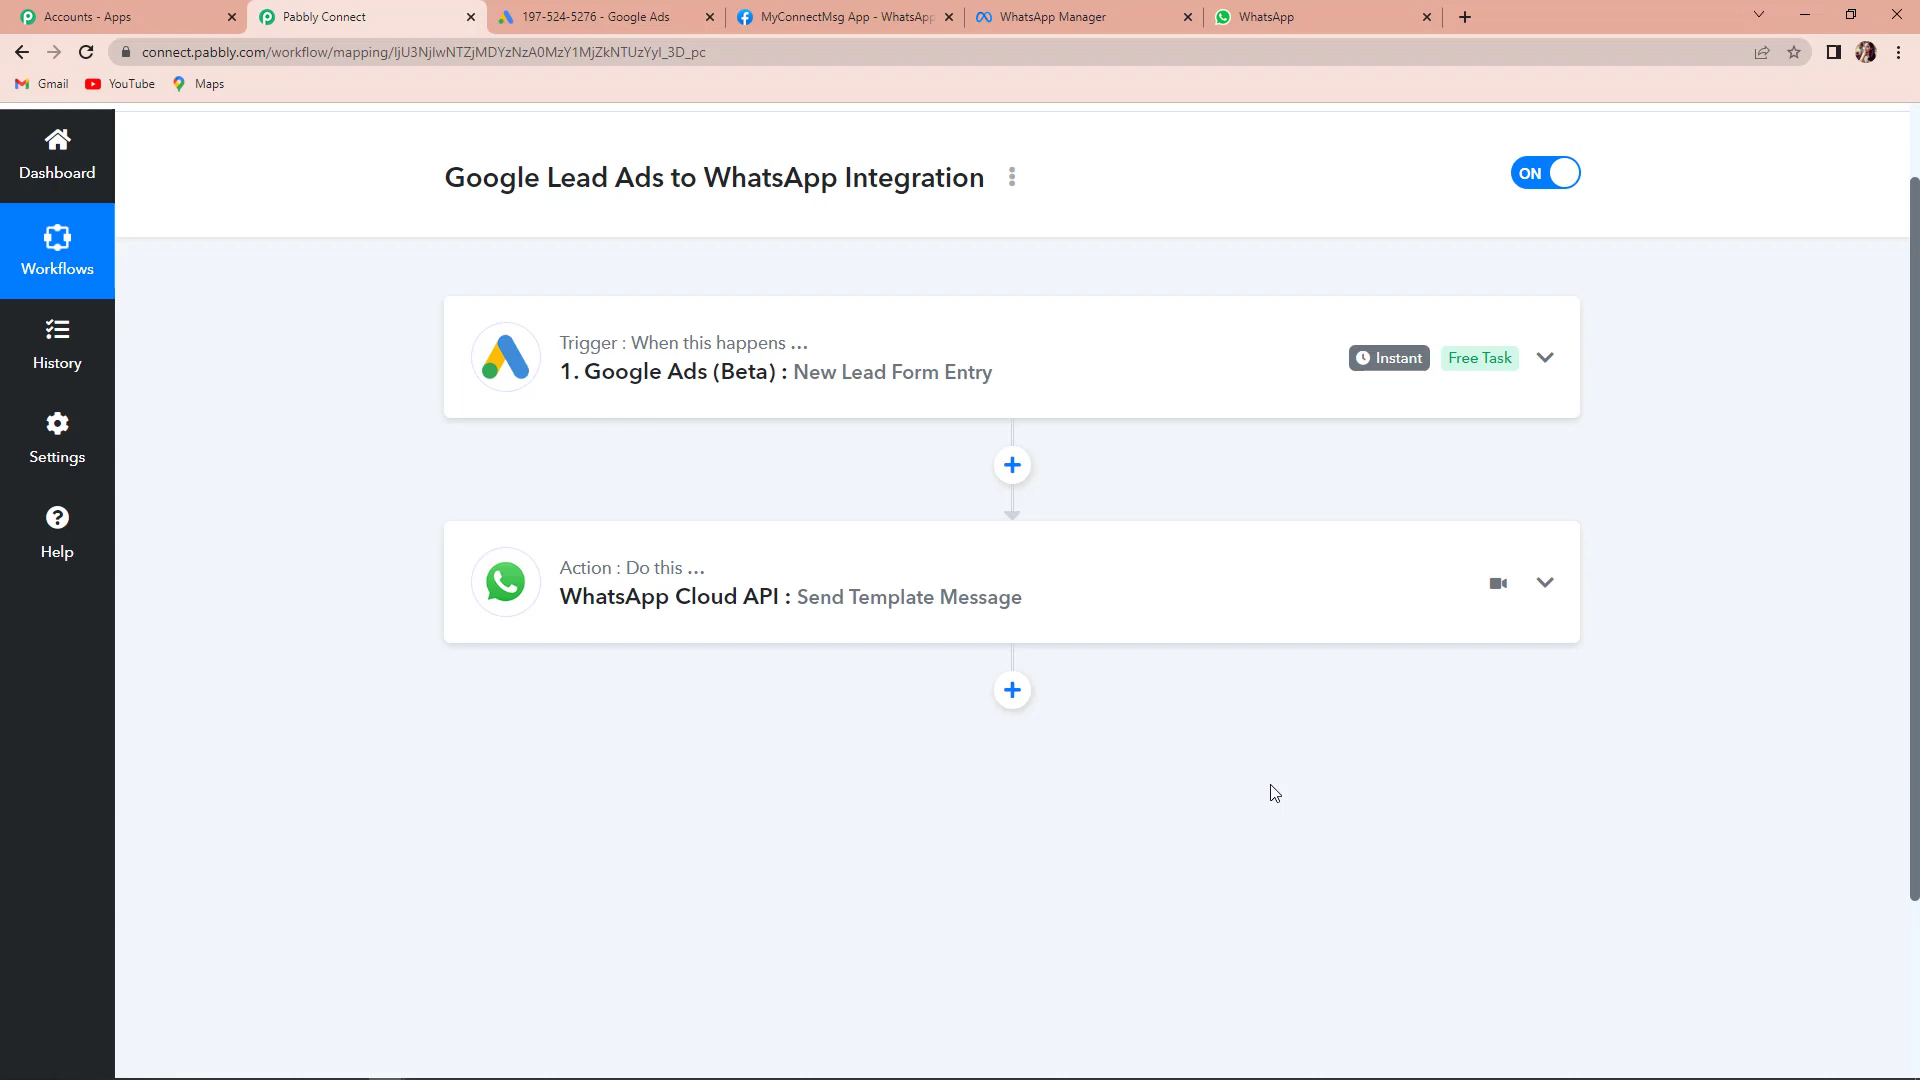 Accounts - Apps
Pabbly Connect
197-524-5276 - Google Ads
MyConnectMsg App - WhatsApp
WhatsApp Manager
WhatsApp
connect.pabbly.com/workflow/mapping/
Gmail
YouTube
Maps
Dashboard
Workflows
History
Settings
Help
Google Lead Ads to WhatsApp Integration
ON
Trigger : When this happens ...
1. Google Ads (Beta) : New Lead Form Entry
Instant
Free Task
Action : Do this ...
WhatsApp Cloud API : Send Template Message